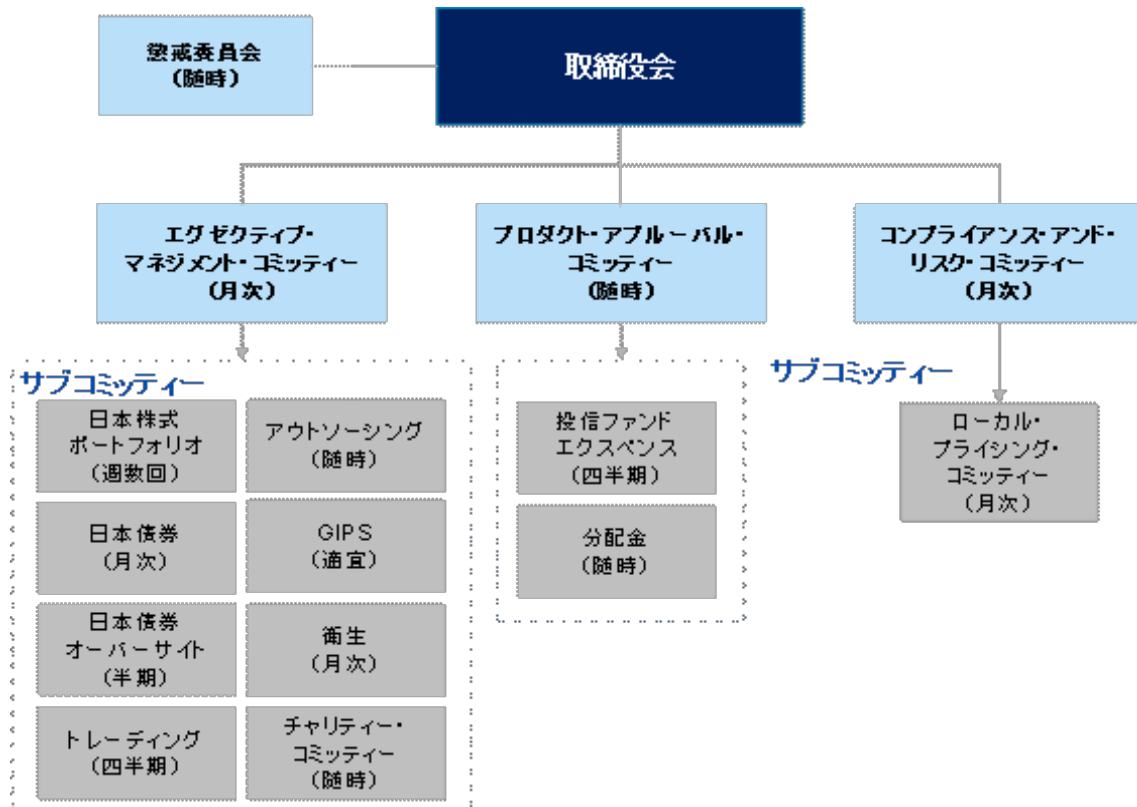 懲戒委員会
(随時)
取締役会
エグゼクティブ・
マネジメント・コミッティー
(月次)
プロダクト・アプルーバル・
コミッティー
(随時)
コンプライアンス・アンド・
リスク・コミッティー
(月次)
サブコミッティー
日本株式
ポートフォリオ
(週数回)
アウトソーシング
(随時)
日本債券
(月次)
GIPS
(適宜)
日本債券
オーバーサイト
(半期)
衛生
(月次)
トレーディング
(四半期)
チャリティー・
コミッティー
(随時)
投信ファンド
エクスペンス
(四半期)
分配金
(随時)
サブコミッティー
ローカル・
プライシング・
コミッティー
(月次)